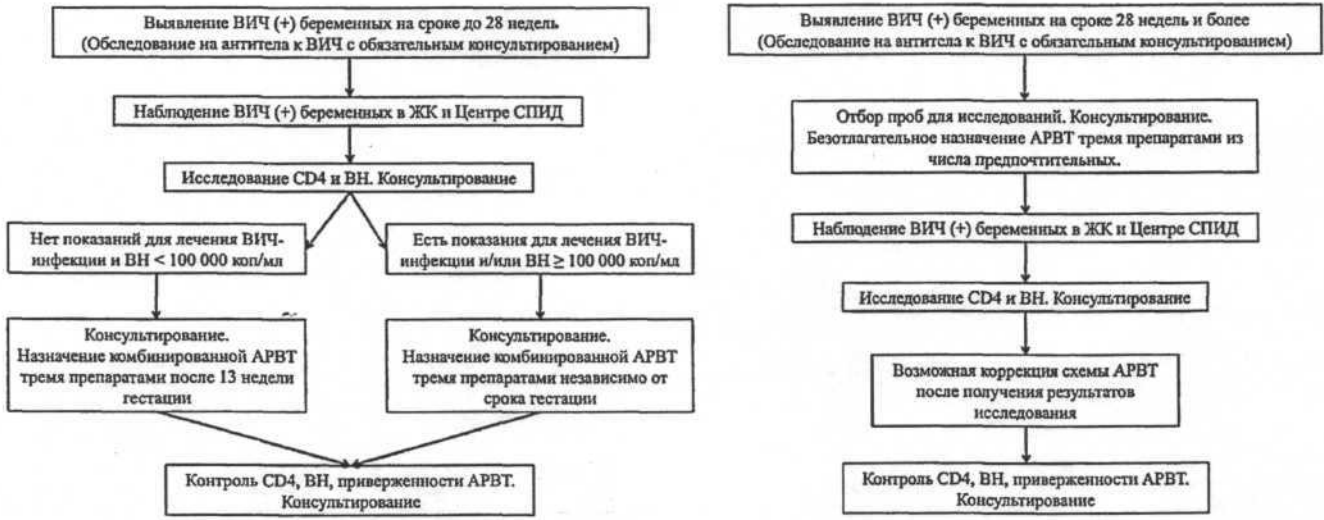 Выявление ВИЧ (+) беременных на сроке до 28 недель
(Обследование на антитела к ВИЧ с обязательным консультированием)
Наблюдение ВИЧ (+) беременных в ЖК и Центре СПИД
Исследование CD4 и ВН. Консультирование
Нет показаний для лечения ВИЧ-
инфекции и ВН < 100 000 коп/мл
Есть показания для лечения ВИЧ-
инфекции и/или ВН ≥ 100 000 коп/мл
Консультирование.
Назначение комбинированной АРВТ
тремя препаратами после 13 недели
гестации
Консультирование.
Назначение комбинированной АРВТ
тремя препаратами независимо от
срока гестации
Контроль CD4, ВН, приверженности АРВТ.
Консультирование
Выявление ВИЧ (+) беременных на сроке 28 недель и более
(Обследование на антитела к ВИЧ с обязательным консультированием)
Отбор проб для исследований. Консультирование.
Безотлагательное назначение АРВТ тремя препаратами из
числа предпочтительных.
Наблюдение ВИЧ (+) беременных в ЖК и Центре СПИД
Исследование CD4 и ВН. Консультирование
Возможная коррекция схемы АРВТ
после получения результатов
исследования
Контроль CD4, ВН, приверженности АРВТ.
Консультирование